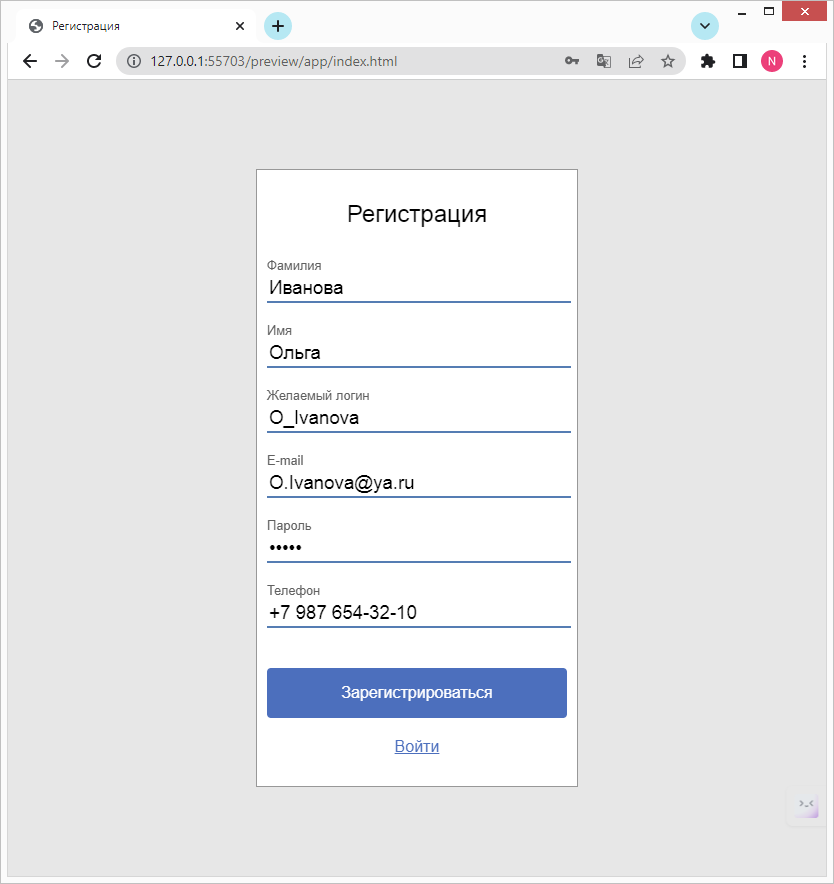 Регистрация
127.0.0.1:55703/preview/app/index.html
N
Регистрация
Фамилия
Иванова
Имя
Ольга
Желаемый логин
O_Ivanova
E-mail
O.Ivanova@ya.ru
Пароль
•••••
Телефон
+7 987 654-32-10
Зарегистрироваться
Войти